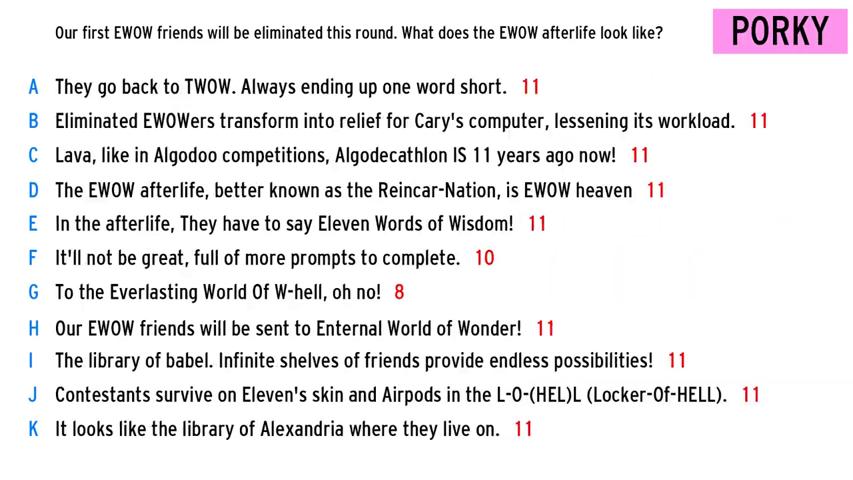 Our first EWOW friends will be eliminated this round. What does the EWOW afterlife look like?
PORKY
A They go back to TWOW. Always ending up one word short. 11
B Eliminated EWOWers transform into relief for Cary's computer, lessening its workload. 11
C Lava, like in Algodoo competitions, Algodecathlon IS 11 years ago now! 11
D The EWOW afterlife, better known as the Reincar-Nation, is EWOW heaven 11
E In the afterlife, They have to say Eleven Words of Wisdom! 11
F It'll not be great, full of more prompts to complete. 10
G To the Everlasting World Of W-hell, oh no! 8
H Our EWOW friends will be sent to Enternal World of Wonder! 11
I The library of babel. Infinite shelves of friends provide endless possibilities! 11
J Contestants survive on Eleven's skin and Airpods in the L-O-(HEL)L (Locker-Of-HELL). 11
K It looks like the library of Alexandria where they live on. 11